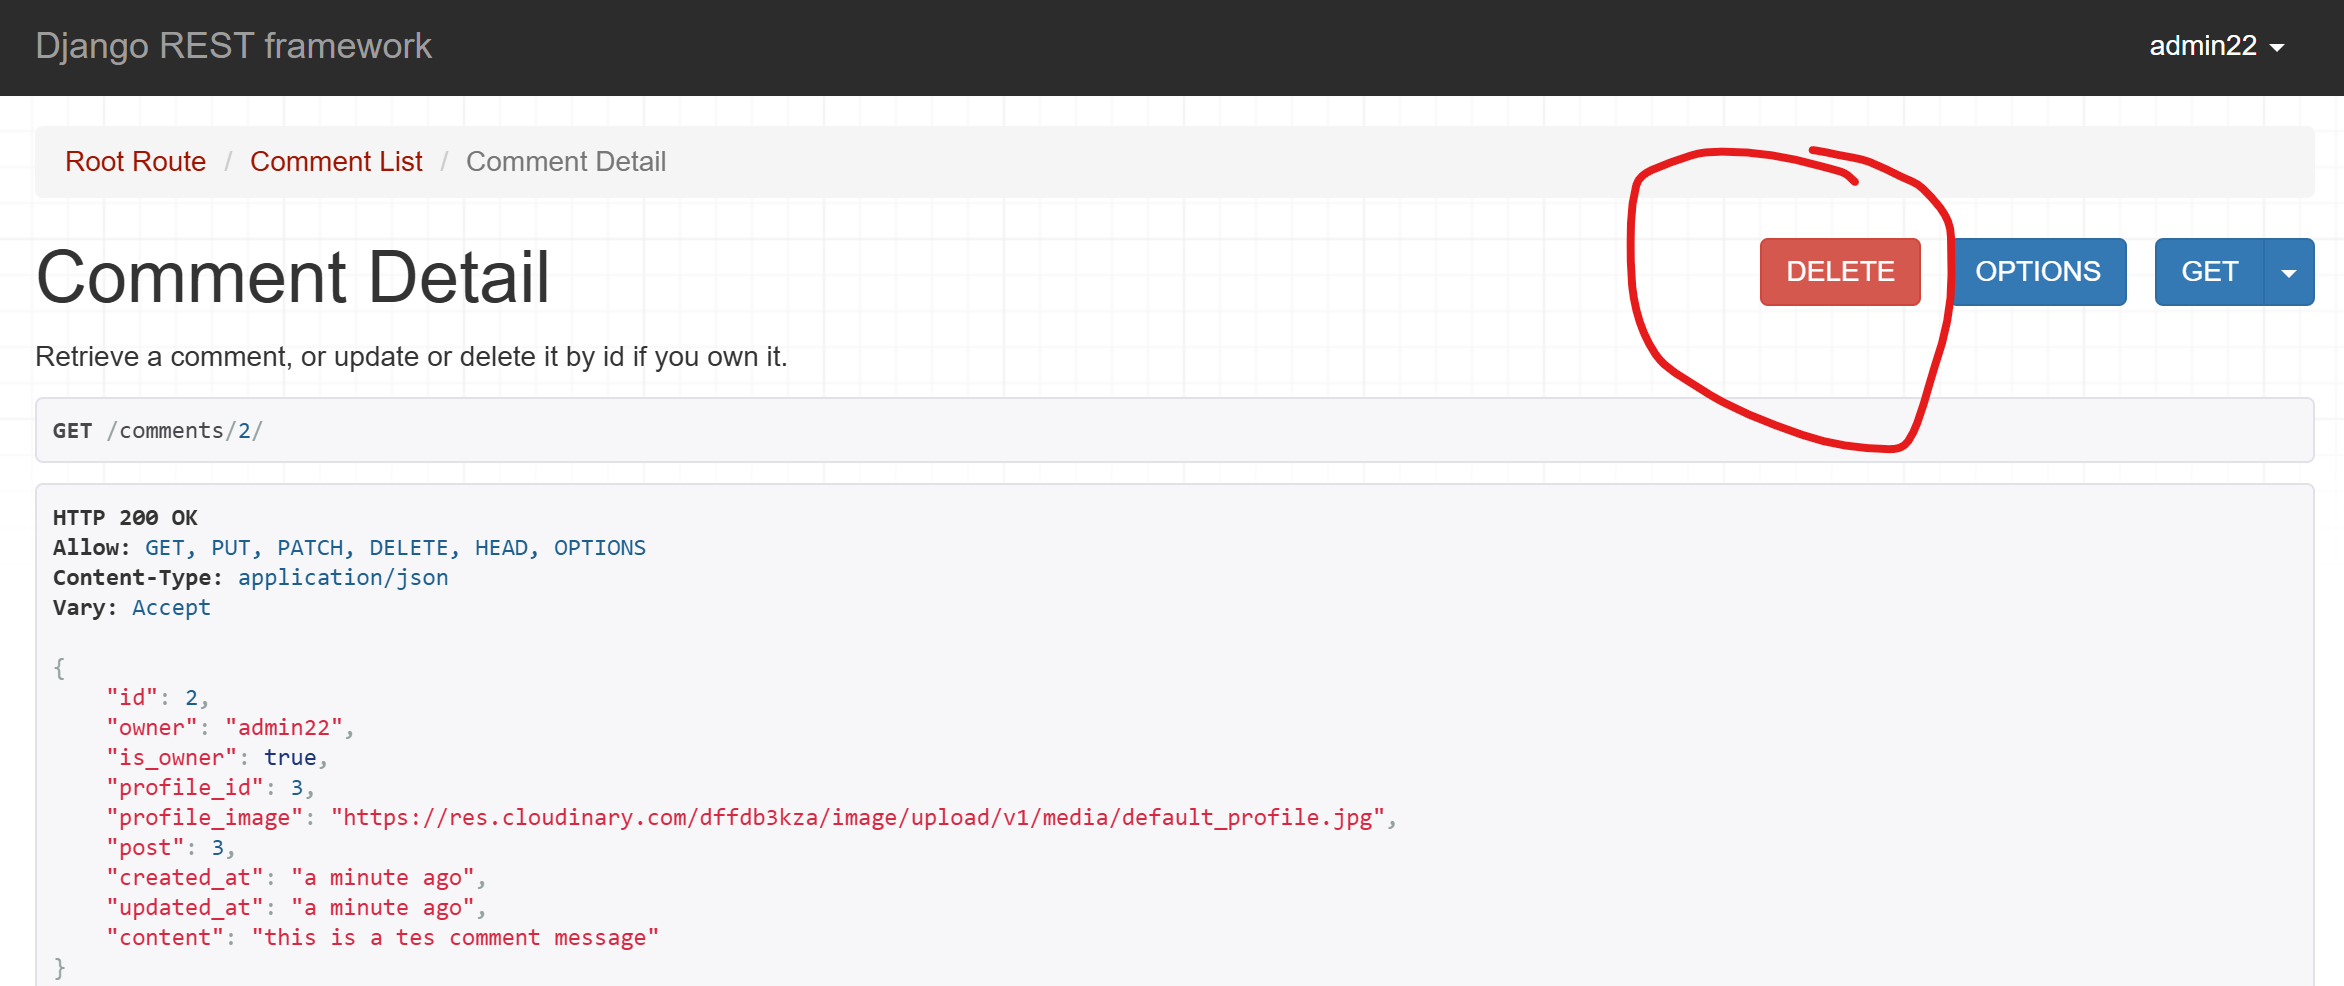 Django REST framework admin22
Root Route / Comment List / Comment Detail
Comment Detail DELETE OPTIONS GET
Retrieve a comment, or update or delete it by id if you own it.
GET /comments/2/
HTTP 200 OK
Allow: GET, PUT, PATCH, DELETE, HEAD, OPTIONS
Content-Type: application/json
Vary: Accept
{
    "id": 2,
    "owner": "admin22",
    "is_owner": true,
    "profile_id": 3,
    "profile_image": "https://res.cloudinary.com/dffdb3kza/image/upload/v1/media/default_profile.jpg",
    "post": 3,
    "created_at": "a minute ago",
    "updated_at": "a minute ago",
    "content": "this is a tes comment message"
}